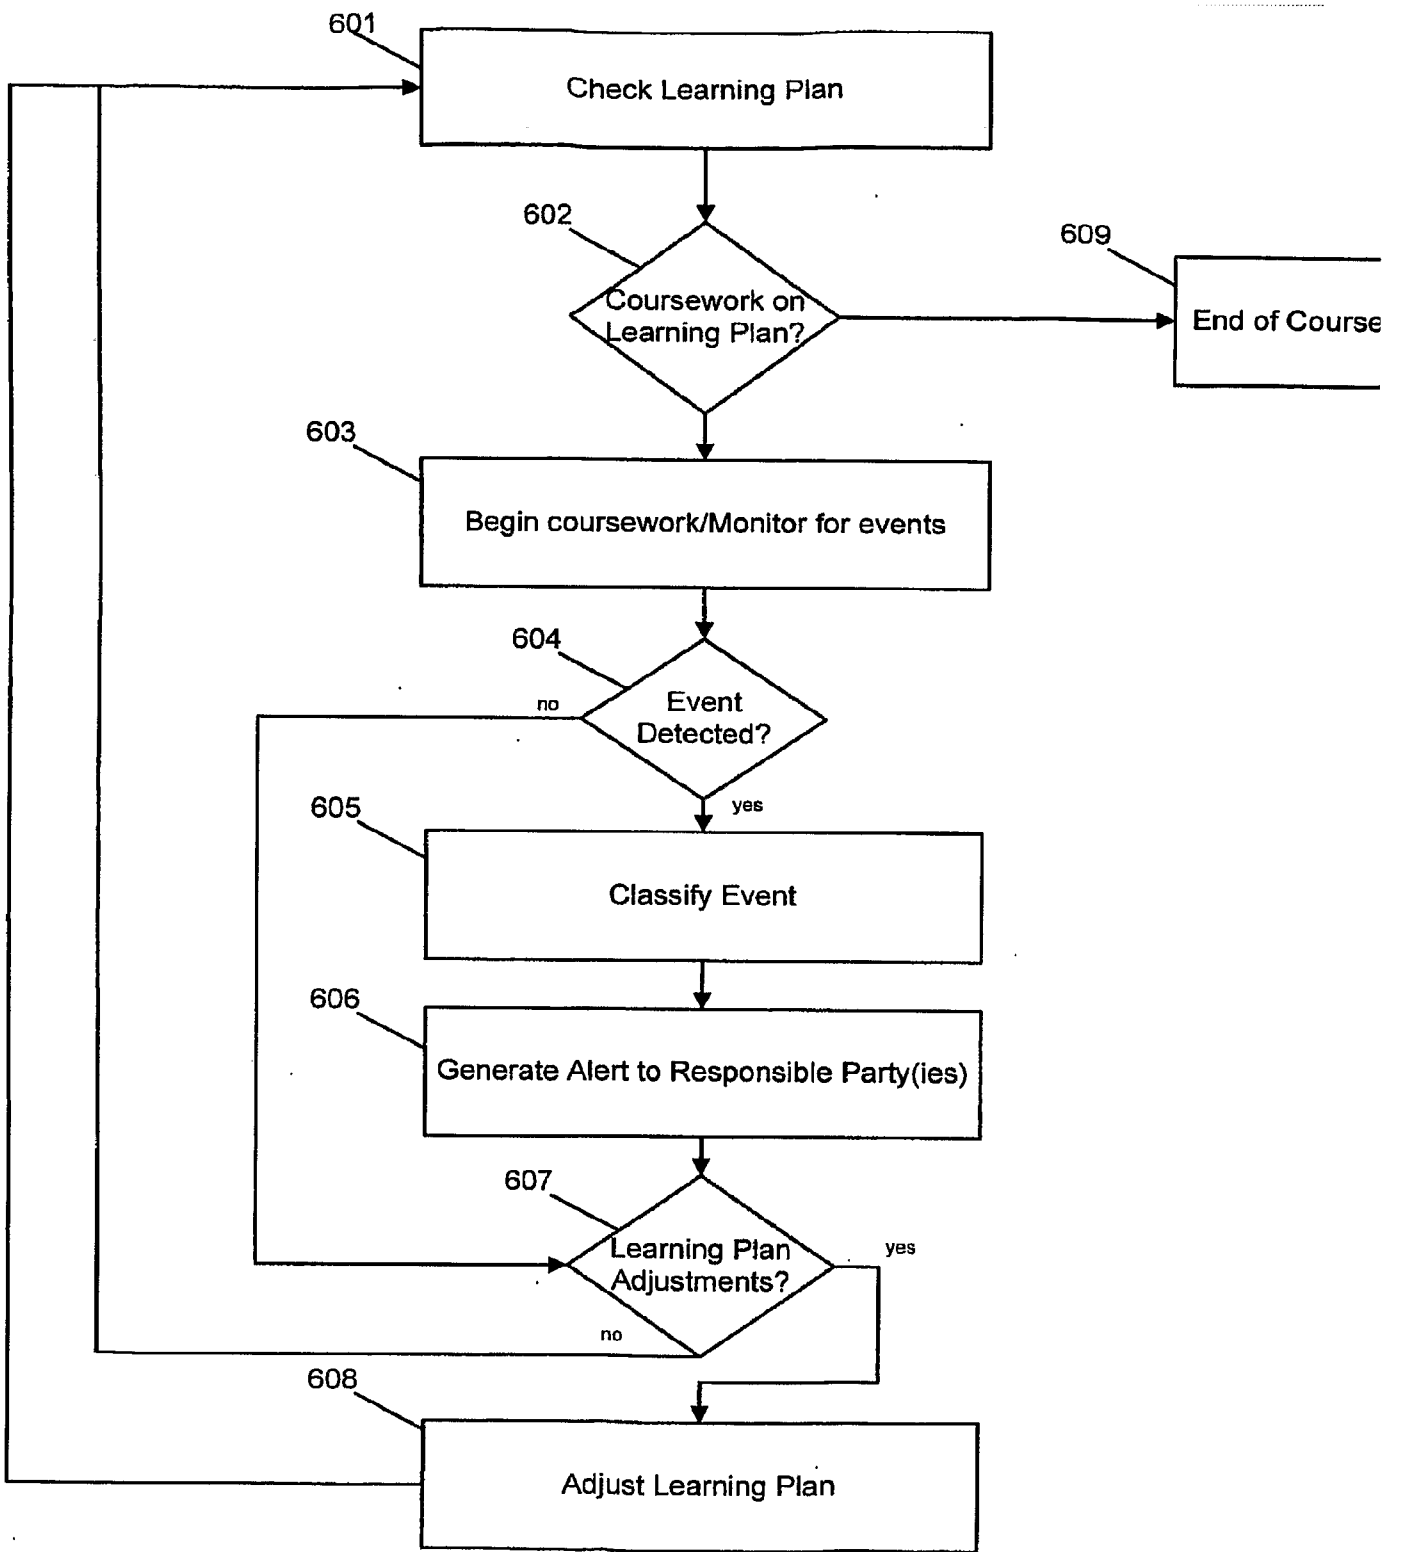 601
Check Learning Plan
602
Coursework on
Learning Plan?
609
End of Course
603
Begin coursework/Monitor for events
604
Event
Detected?
no
yes
605
Classify Event
606
Generate Alert to Responsible Party(ies)
607
Learning Plan
Adjustments?
yes
no
608
Adjust Learning Plan